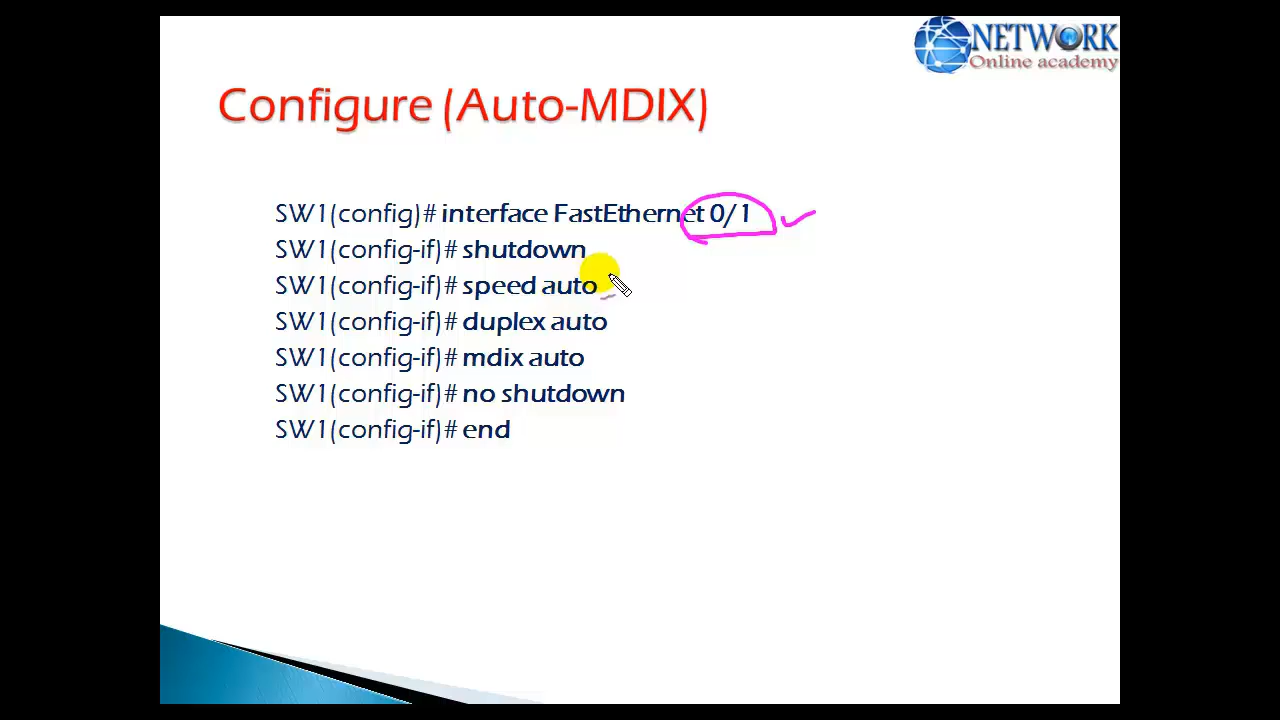 NETWORK
Online academy
Configure (Auto-MDIX)
SW1(config)# interface FastEthernet 0/1
SW1(config-if)# shutdown
SW1(config-if)# speed auto
SW1(config-if)# duplex auto
SW1(config-if)# mdix auto
SW1(config-if)# no shutdown
SW1(config-if)# end